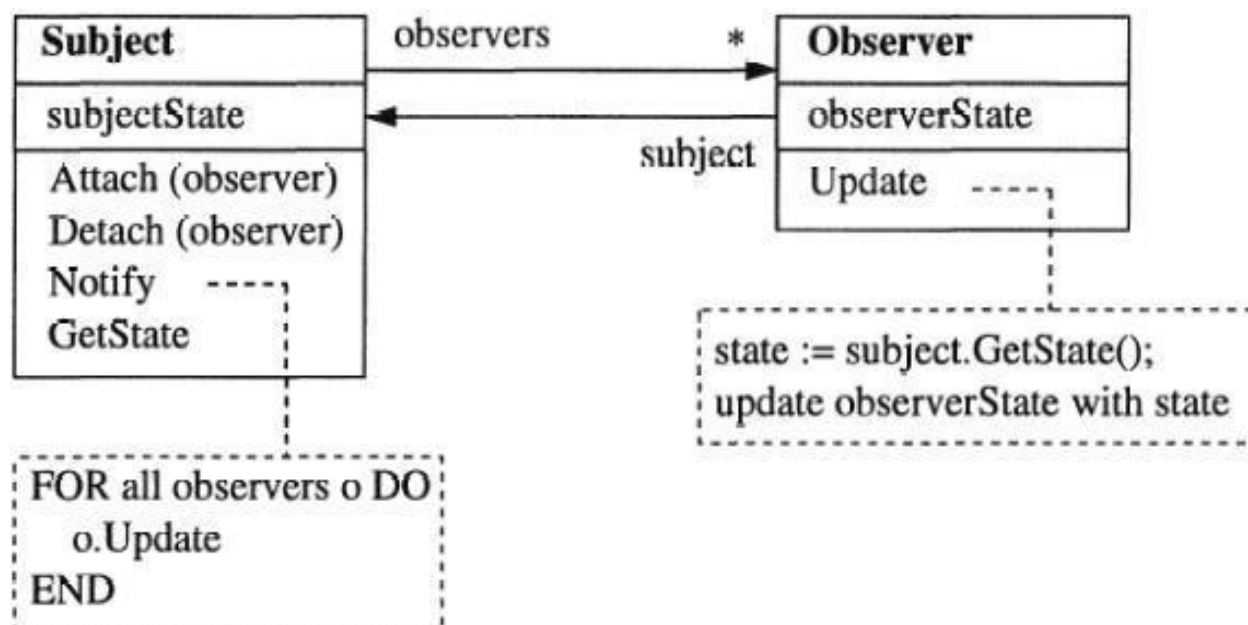 Subject
subjectState
Attach (observer)
Detach (observer)
Notify
GetState
observers
*
subject
Observer
observerState
Update
state := subject.GetState();
update observerState with state
FOR all observers o DO
o.Update
END